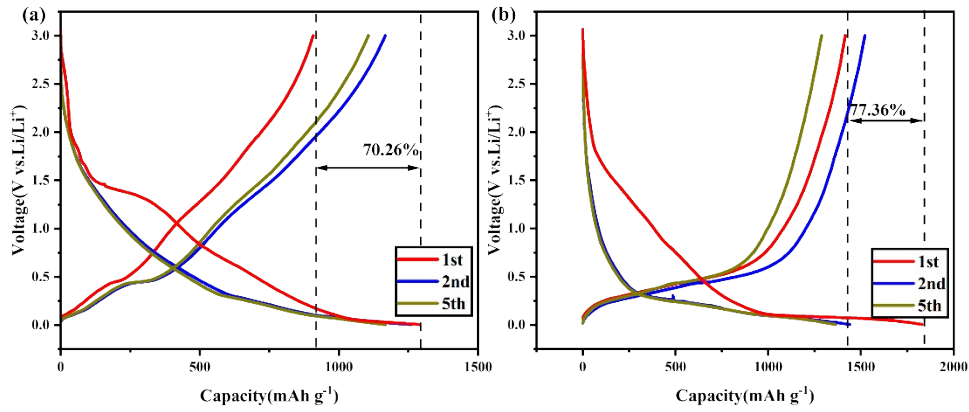 (a)
Voltage(V vs.Li/Li+)
3.0
2.5
2.0
1.5
1.0
0.5
0.0
70.26%
1st
2nd
5th
0
500
1000
1500
Capacity(mAh g-1)
(b)
Voltage(V vs.Li/Li+)
3.0
2.5
2.0
1.5
1.0
0.5
0.0
77.36%
1st
2nd
5th
0
500
1000
1500
2000
Capacity(mAh g-1)